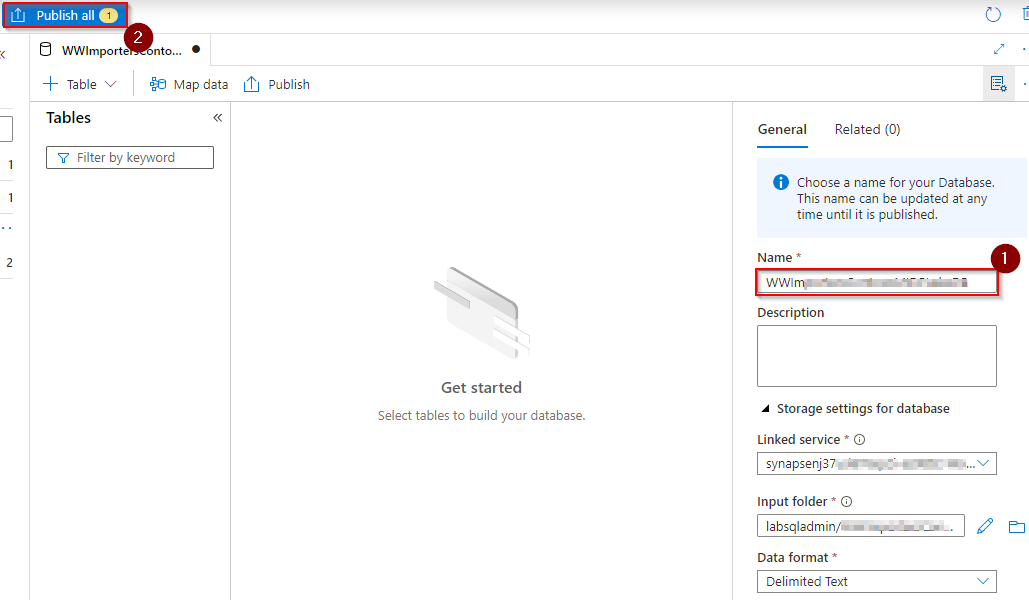 Publish all 1
2
WWImportersConto...
Table
Map data
Publish
Tables
Filter by keyword
1
1
2
Get started
Select tables to build your database.
General
Related (0)
Choose a name for your Database.
This name can be updated at any
time until it is published.
Name *
1
WWIm
Description
Storage settings for database
Linked service *
synapsenj37
Input folder *
labsqladmin/
Data format *
Delimited Text